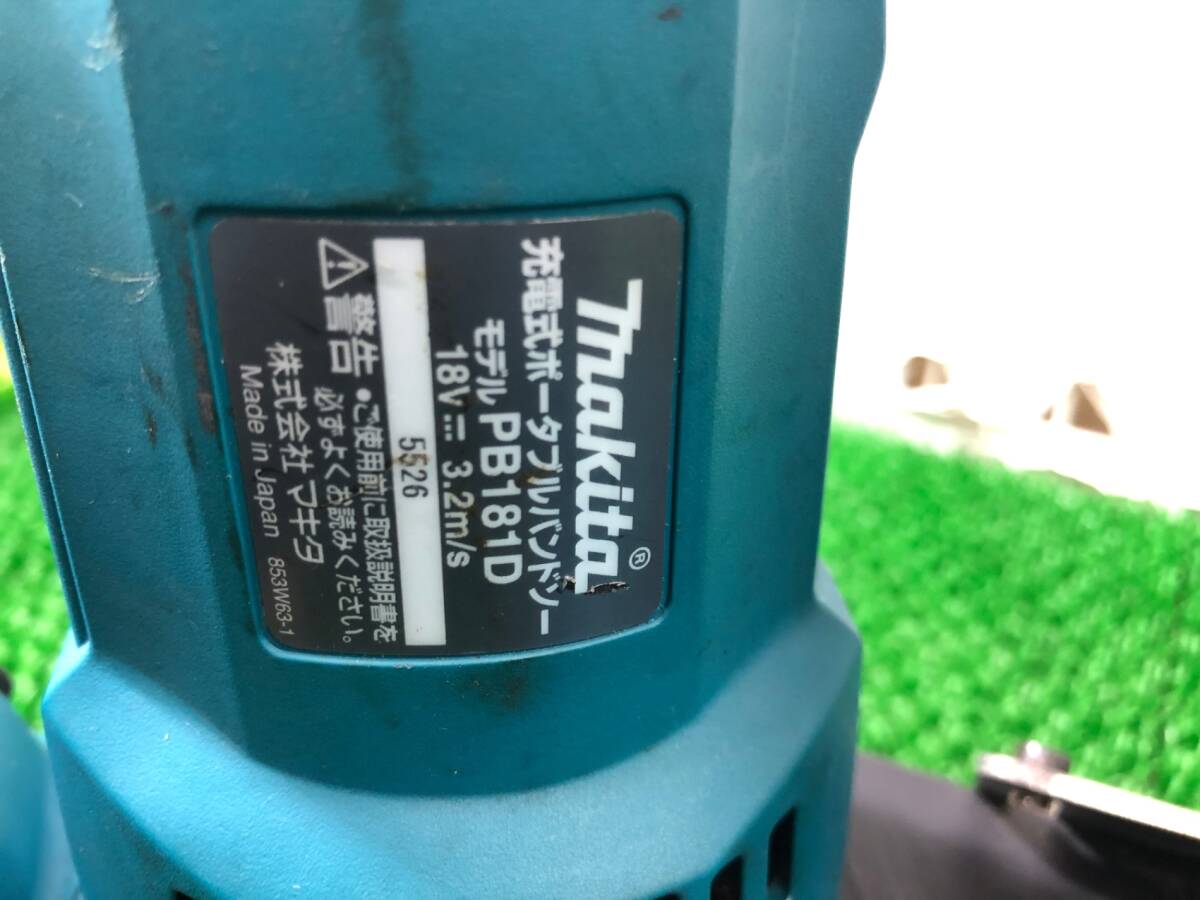 makita®
充電式ポータブルバンドソー
モデル PB181D
18V⎓ 3.2m/s
5526
⚠警告 •ご使用前に取扱説明書を
必ずよくお読みください。
株式会社 マキタ
Made in Japan 853W63-1